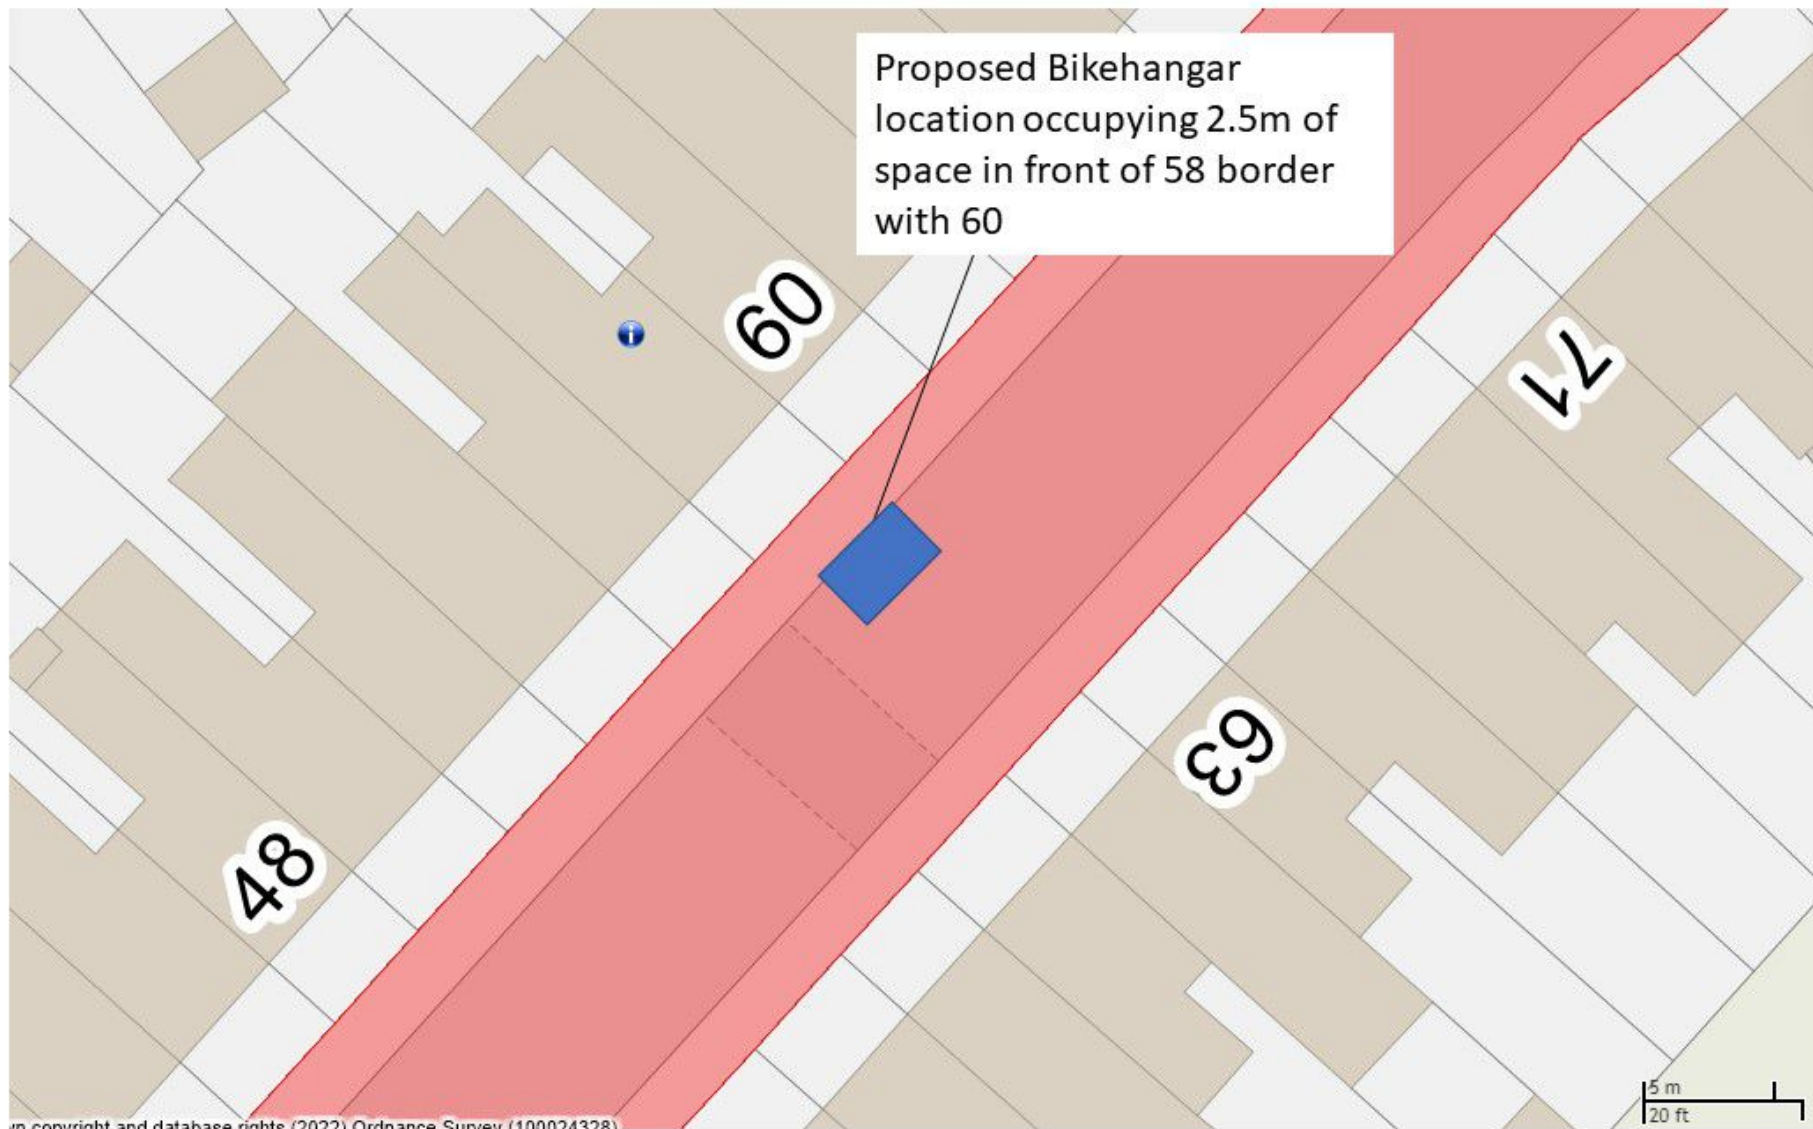 Proposed Bikehangar
location occupying 2.5m of
space in front of 58 border
with 60
60
71
63
48
5 m
20 ft
copyright and database rights (2022) Ordnance Survey (100024328)